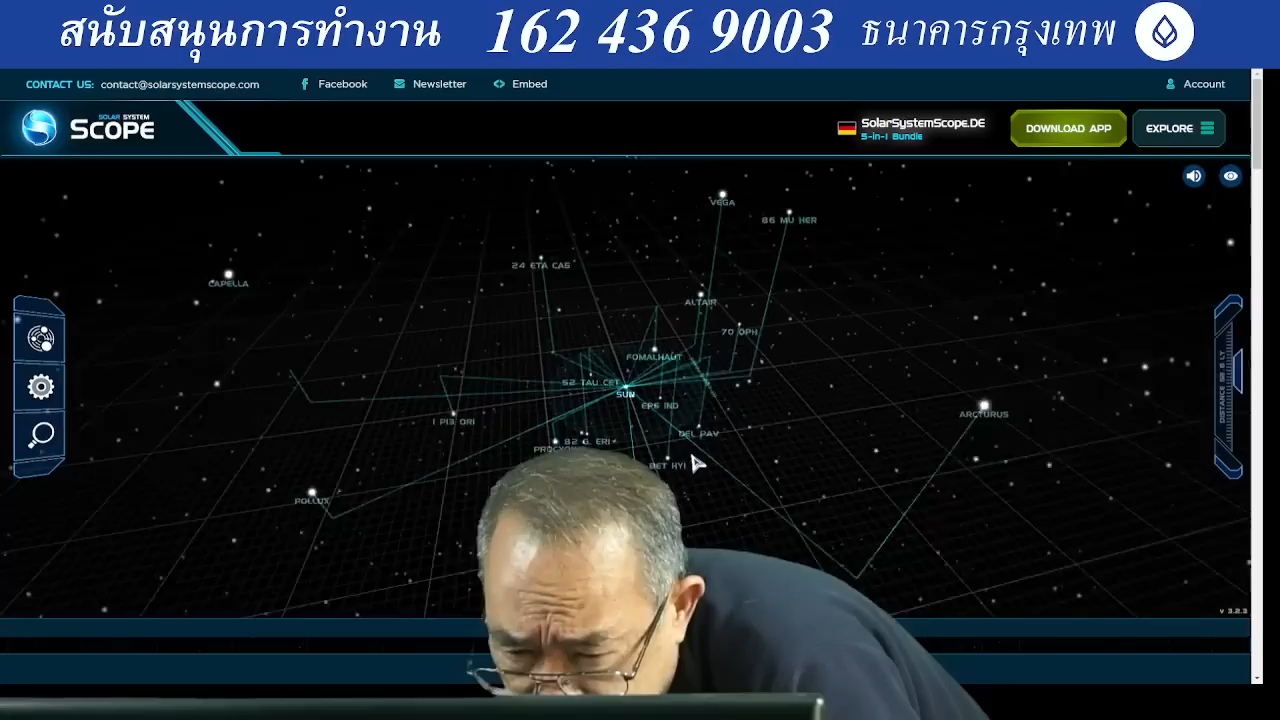 สนับสนุนการทำงาน 162 436 9003 ธนาคารกรุงเทพ
CONTACT US: contact@solarsystemscope.com Facebook Newsletter Embed Account
SOLAR SYSTEM
SCOPE
SolarSystemScope.DE
5-in-1 Bundle
DOWNLOAD APP
EXPLORE
VEGA
86 MU HER
24 ETA CAS
CAPELLA
ALTAIR
70 OPH
FOMALHAUT
52 TAU CET
SUN
EPS IND
ARCTURUS
1 PI3 ORI
DEL PAV
82 G. ERI
PROCYON
BET HYI
POLLUX
v 3.2.3